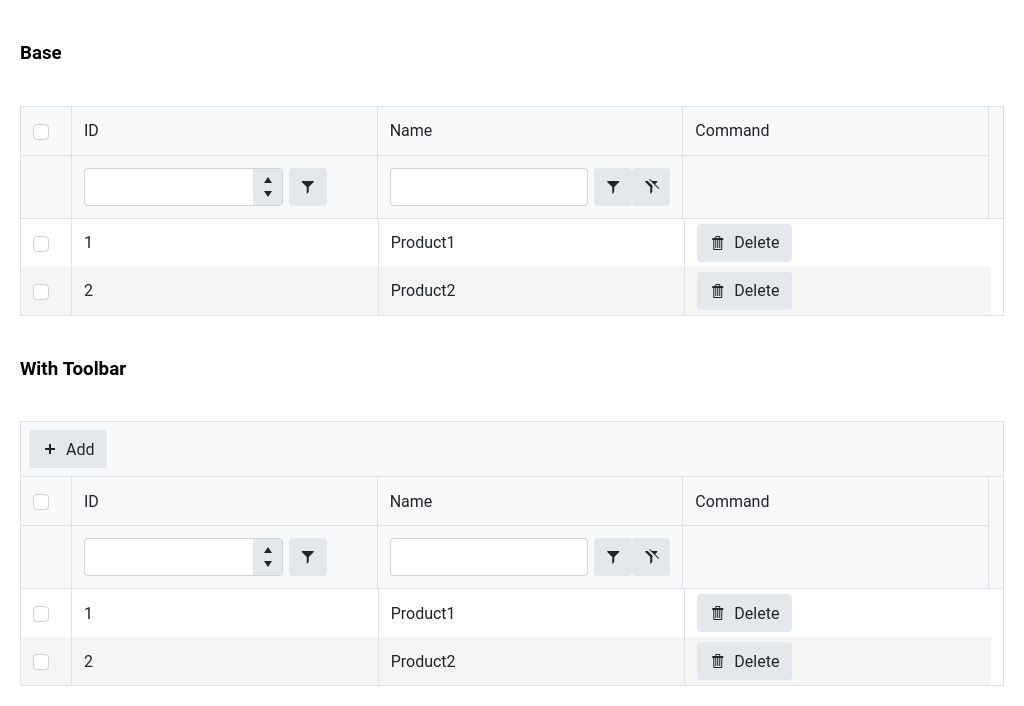 Base
ID Name Command
1 Product1 Delete
2 Product2 Delete
With Toolbar
Add
ID Name Command
1 Product1 Delete
2 Product2 Delete